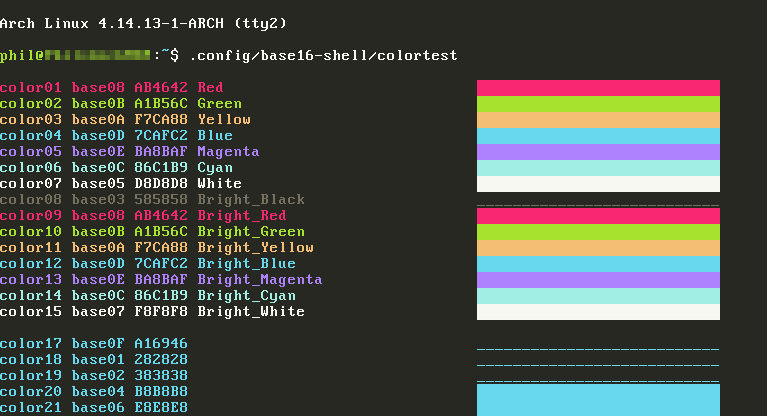 Arch Linux 4.14.13-1-ARCH (tty2)
phil@ :~$ .config/base16-shell/colortest
color01 base08 AB4642 Red
color02 base0B A1B56C Green
color03 base0A F7CA88 Yellow
color04 base0D 7CAFC2 Blue
color05 base0E BA8BAF Magenta
color06 base0C 86C1B9 Cyan
color07 base05 D8D8D8 White
color08 base03 585858 Bright_Black ___________________________
color09 base08 AB4642 Bright_Red
color10 base0B A1B56C Bright_Green
color11 base0A F7CA88 Bright_Yellow
color12 base0D 7CAFC2 Bright_Blue
color13 base0E BA8BAF Bright_Magenta
color14 base0C 86C1B9 Bright_Cyan
color15 base07 F8F8F8 Bright_White
color17 base0F A16946 ___________________________
color18 base01 282828 ___________________________
color19 base02 383838 ___________________________
color20 base04 B8B8B8
color21 base06 E8E8E8